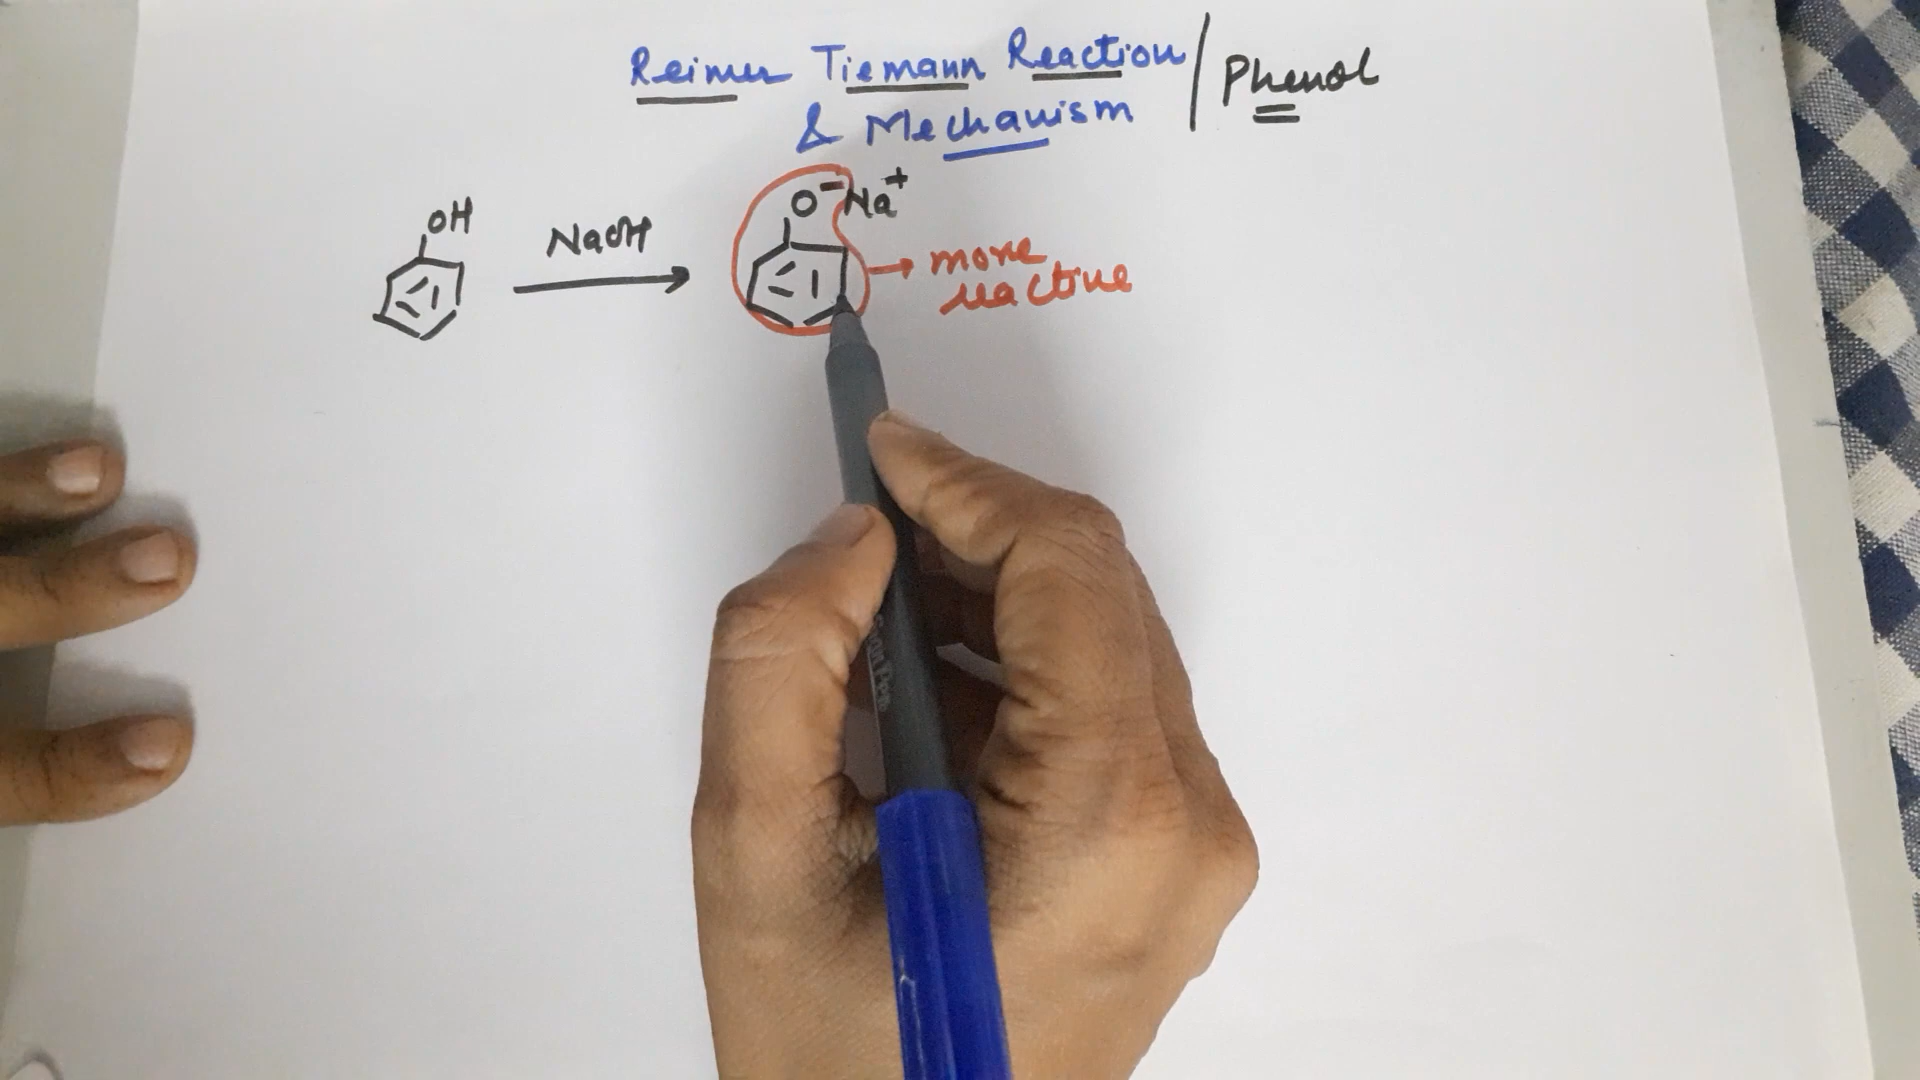 Reimer Tiemann Reaction / Phenol
& Mechanism
OH
NaOH
O⁻Na⁺
→ more
reactive